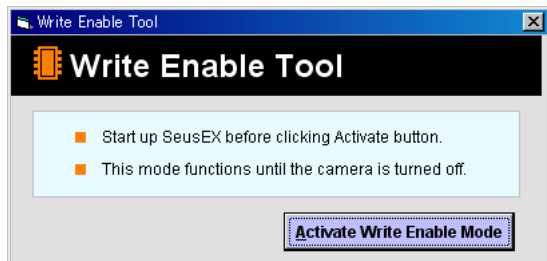 Write Enable Tool
Write Enable Tool
Start up SeusEX before clicking Activate button.
This mode functions until the camera is turned off.
Activate Write Enable Mode